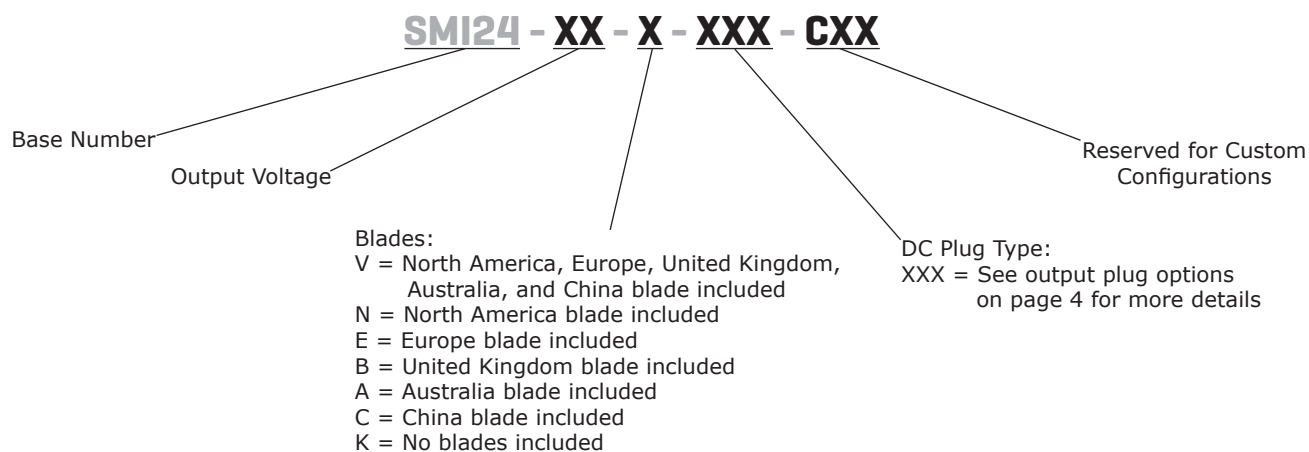 SMI24 - XX - X - XXX - CXX
Base Number
Output Voltage
Blades:
V = North America, Europe, United Kingdom,
Australia, and China blade included
N = North America blade included
E = Europe blade included
B = United Kingdom blade included
A = Australia blade included
C = China blade included
K = No blades included
DC Plug Type:
XXX = See output plug options
on page 4 for more details
Reserved for Custom
Configurations